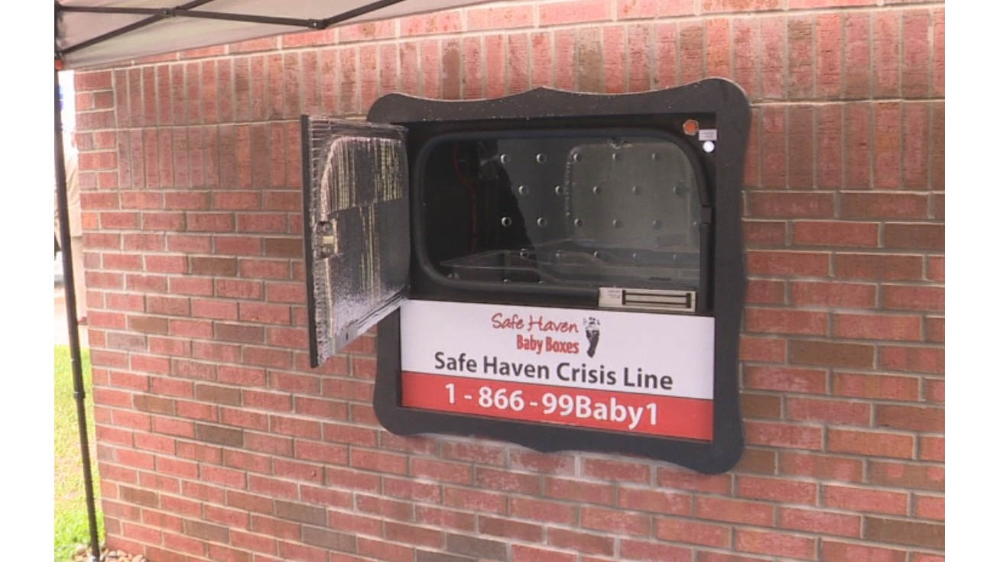 Safe Haven
Baby Boxes
Safe Haven Crisis Line
1 - 866 - 99Baby1